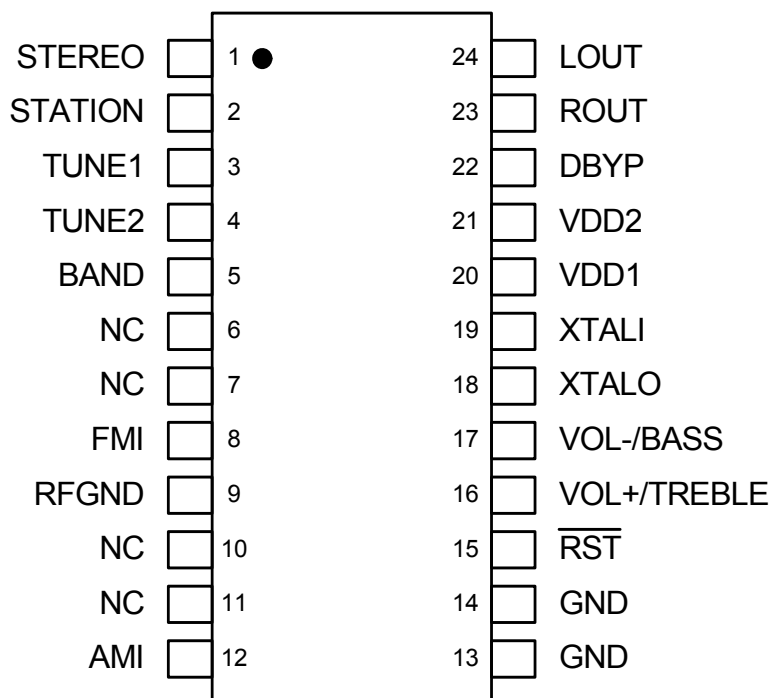 STEREO 1 24 LOUT
STATION 2 23 ROUT
TUNE1 3 22 DBYP
TUNE2 4 21 VDD2
BAND 5 20 VDD1
NC 6 19 XTALI
NC 7 18 XTALO
FMI 8 17 VOL-/BASS
RFGND 9 16 VOL+/TREBLE
NC 10 15 RST
NC 11 14 GND
AMI 12 13 GND